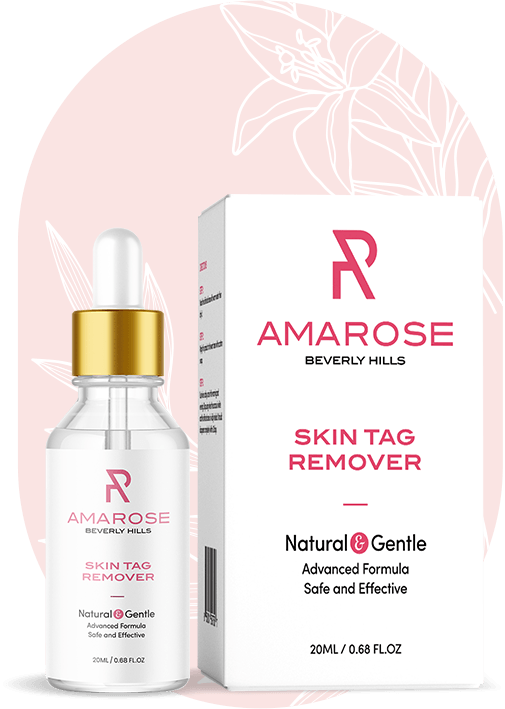 AMAROSE
BEVERLY HILLS
SKIN TAG
REMOVER
Natural & Gentle
Advanced Formula
Safe and Effective
20ML / 0.68 FL.OZ
AMAROSE
BEVERLY HILLS
SKIN TAG
REMOVER
Natural & Gentle
Advanced Formula
Safe and Effective
20ML / 0.68 FL.OZ